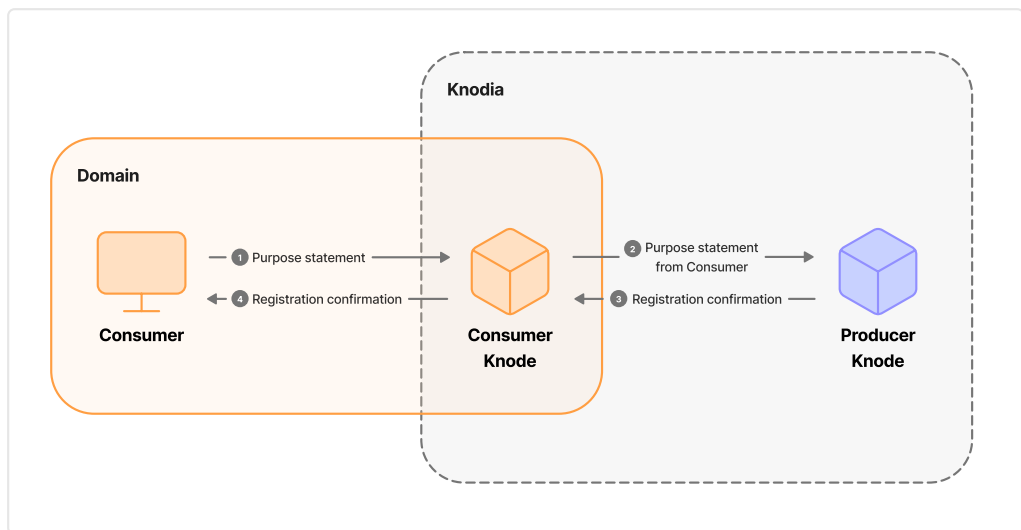 Knodia
Domain
1 Purpose statement
2 Purpose statement
from Consumer
4 Registration confirmation
3 Registration confirmation
Consumer
Consumer
Knode
Producer
Knode